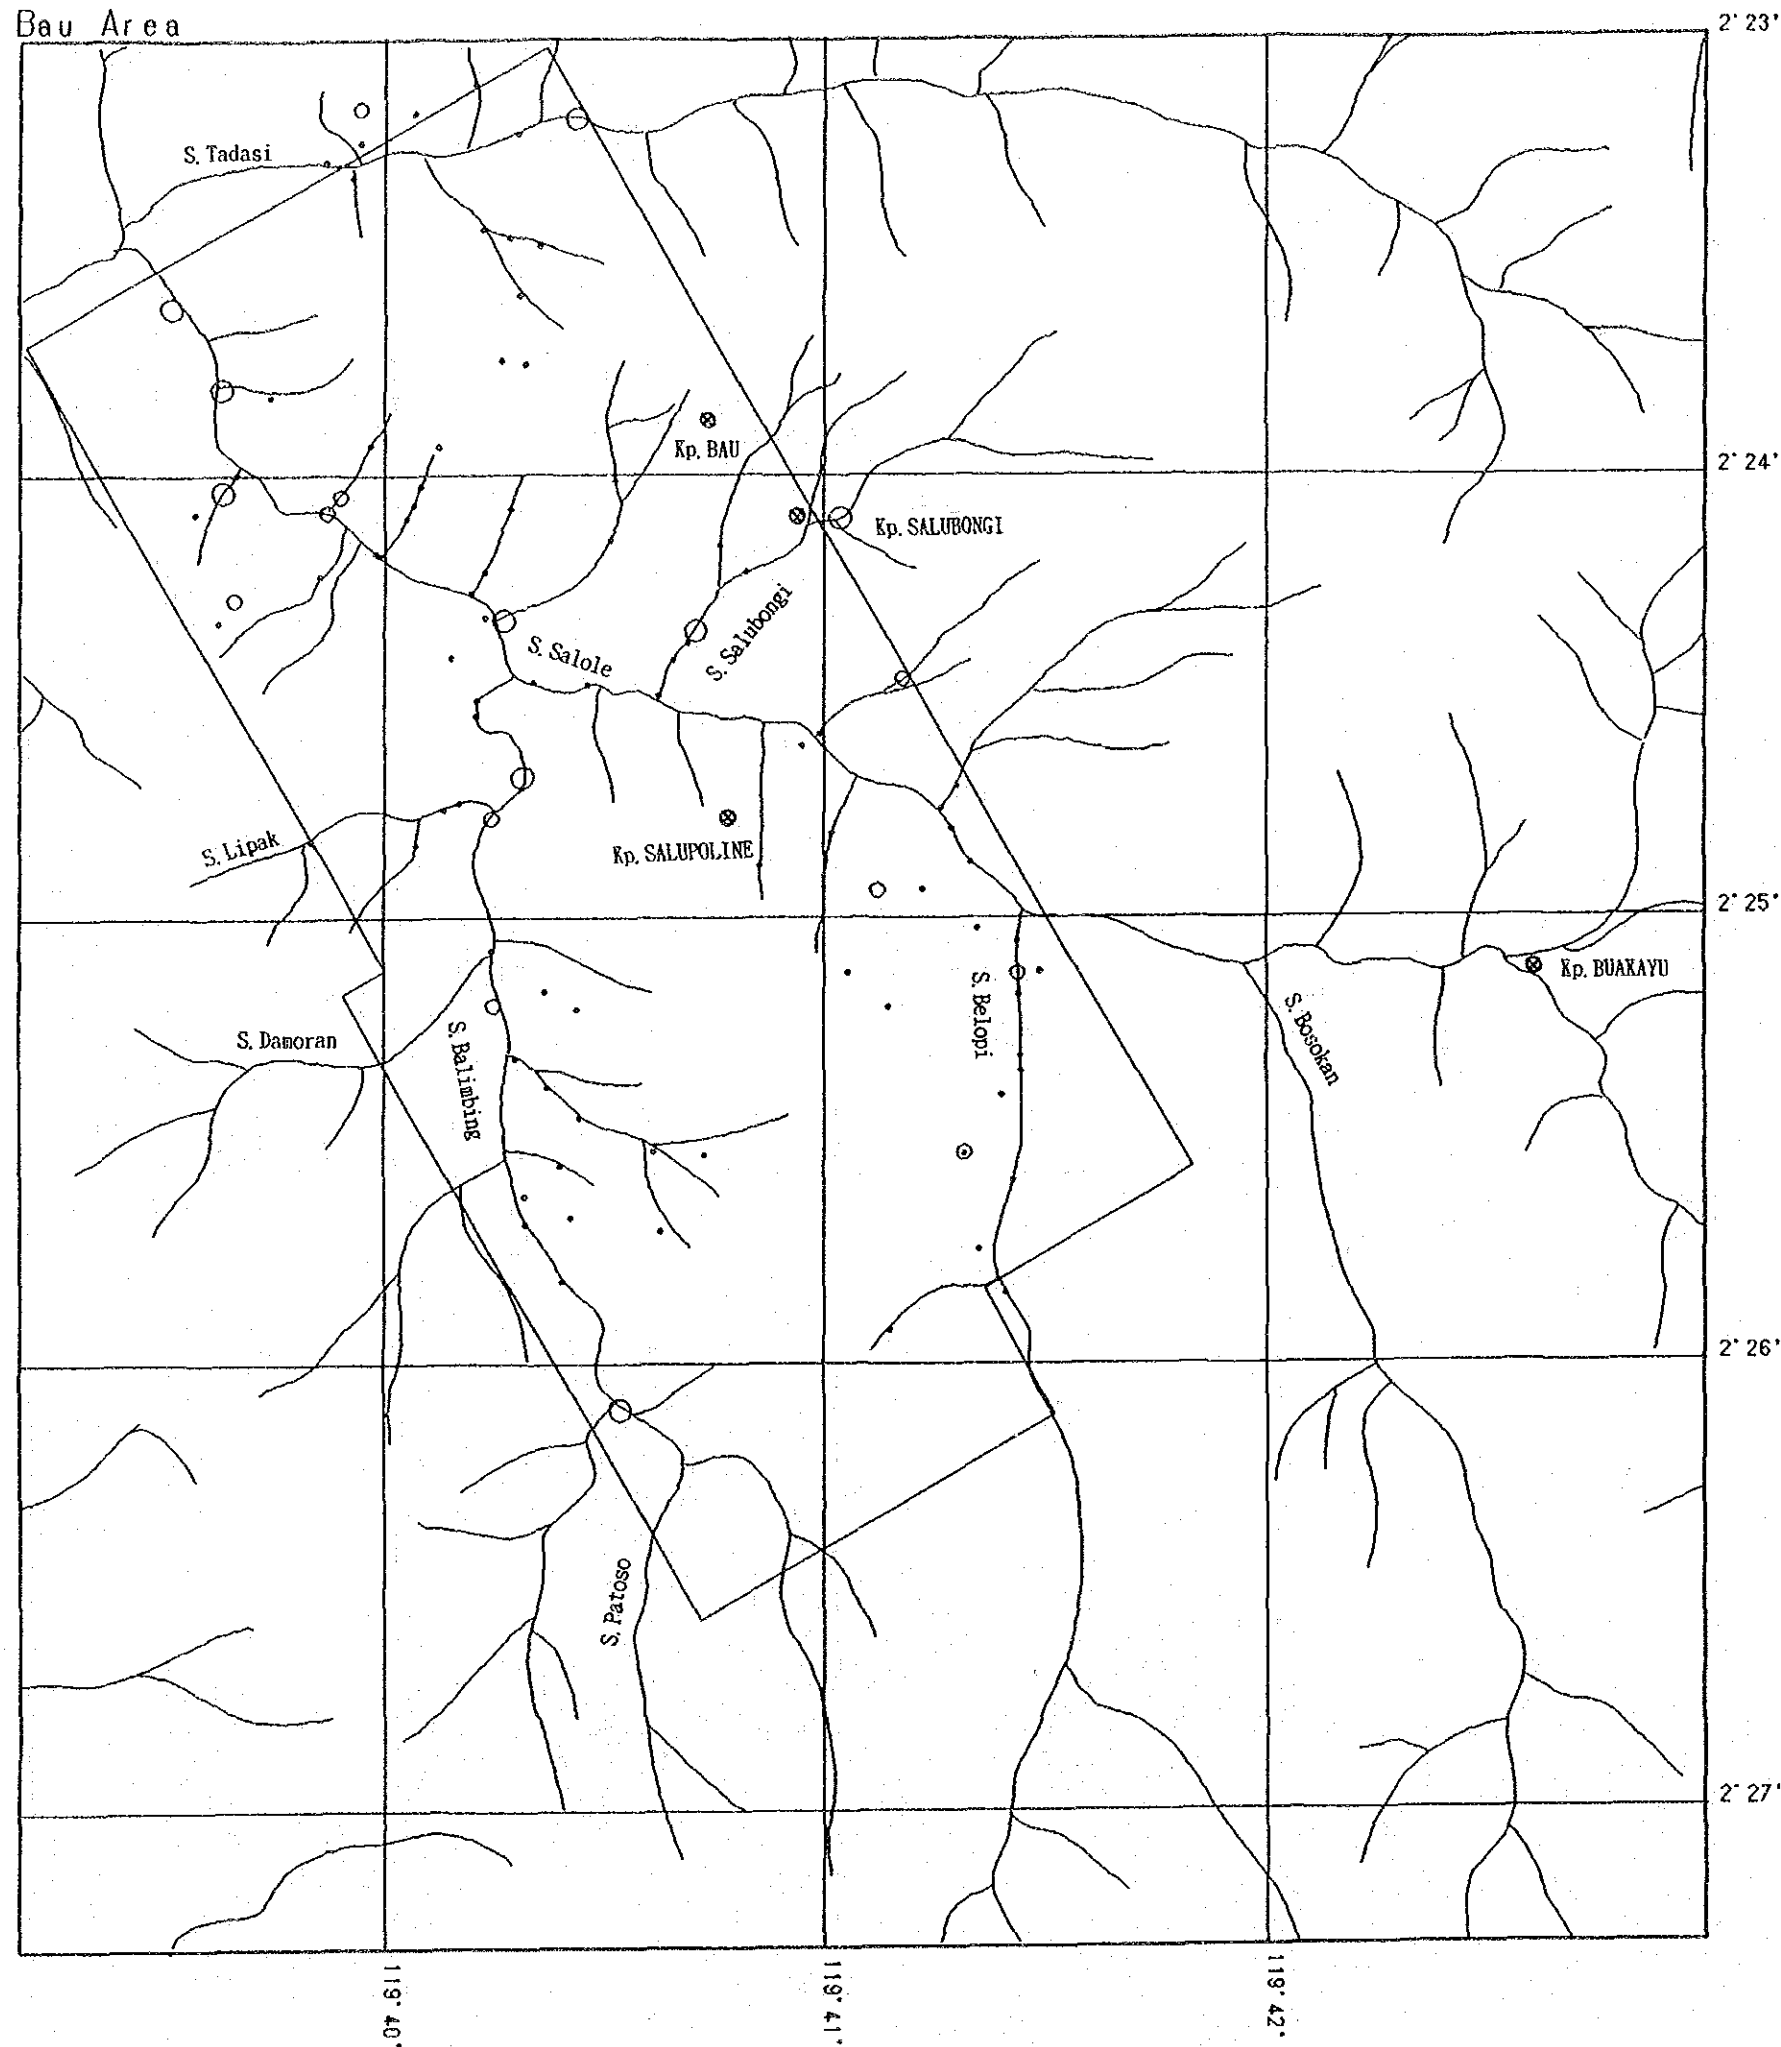 Bau Area
2°23'
S. Tadasi
Kp. BAU
2°24'
Kp. SALUBONGI
S. Salubongi
S. Salole
S. Lipak
Kp. SALUPOLINE
2°25'
Kp. BUAKAYU
S. Belopi
S. Bosokan
S. Damoran
S. Balimbing
2°26'
S. Patoso
2°27'
119°40'
119°41'
119°42'